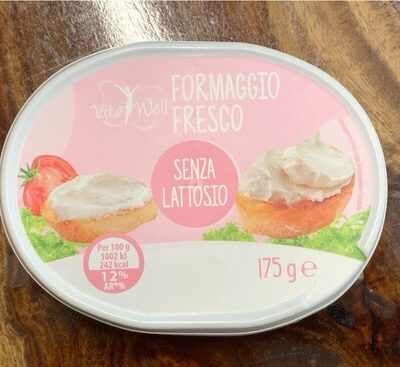 Vita Well
FORMAGGIO
FRESCO
SENZA
LATTOSIO
Per 100 g
1002 kJ
242 kcal
12%
AR*%
175 g e